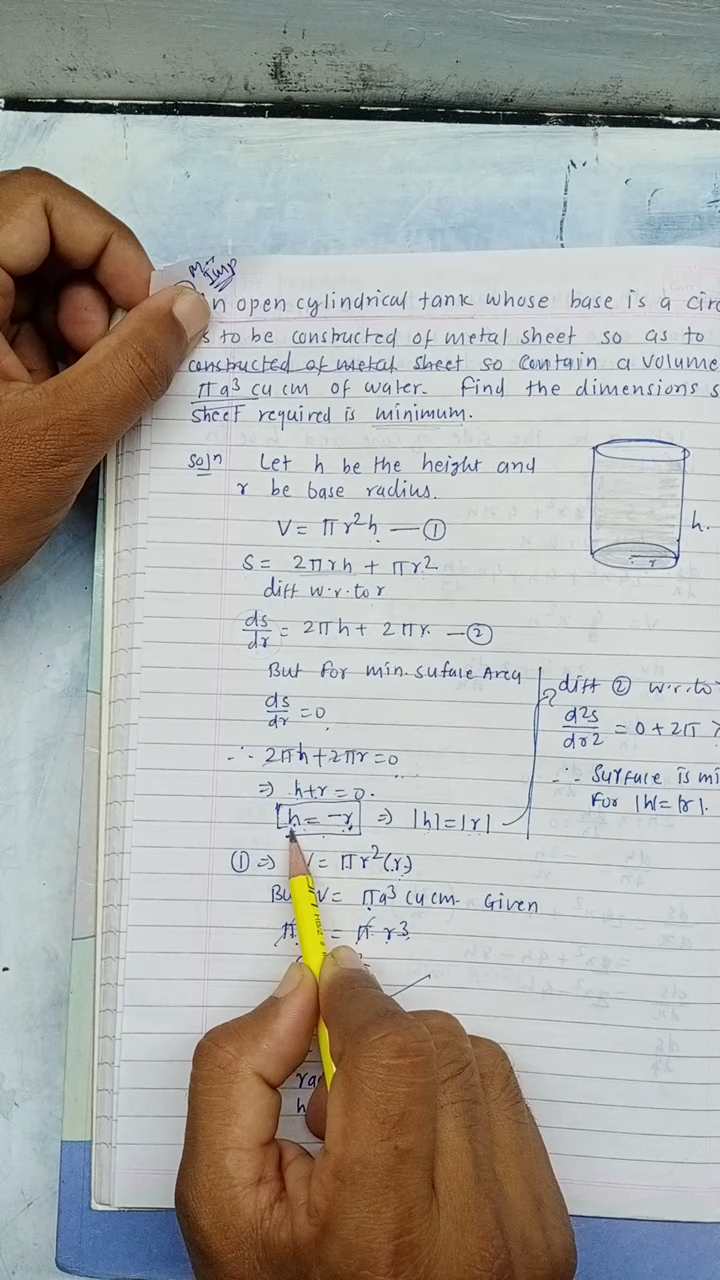 M. Imp
in open cylindrical tank whose base is a circ
is to be constructed of metal sheet so as to
constructed of metal sheet so contain a volume
πa³ cu cm of water. Find the dimensions s
sheet required is minimum.
Soln Let h be the height and
r be base radius.
V = πr²h — ①
S = 2πrh + πr2
diff w.r.to r
ds/dr = 2πh + 2πr. — ②
But for min. suface Area
ds/dr = 0
∴ 2πh + 2πr = 0
⇒ h+r = 0.
h = -r ⇒ |h| = |r|
① ⇒ V = πr²(r)
But V = πa³ cu cm. Given
π = π r3
h.
r
diff ② w.r.to
d2s/dr2 = 0 + 2π >
∴ Surface is mi
For |h| = |r|.